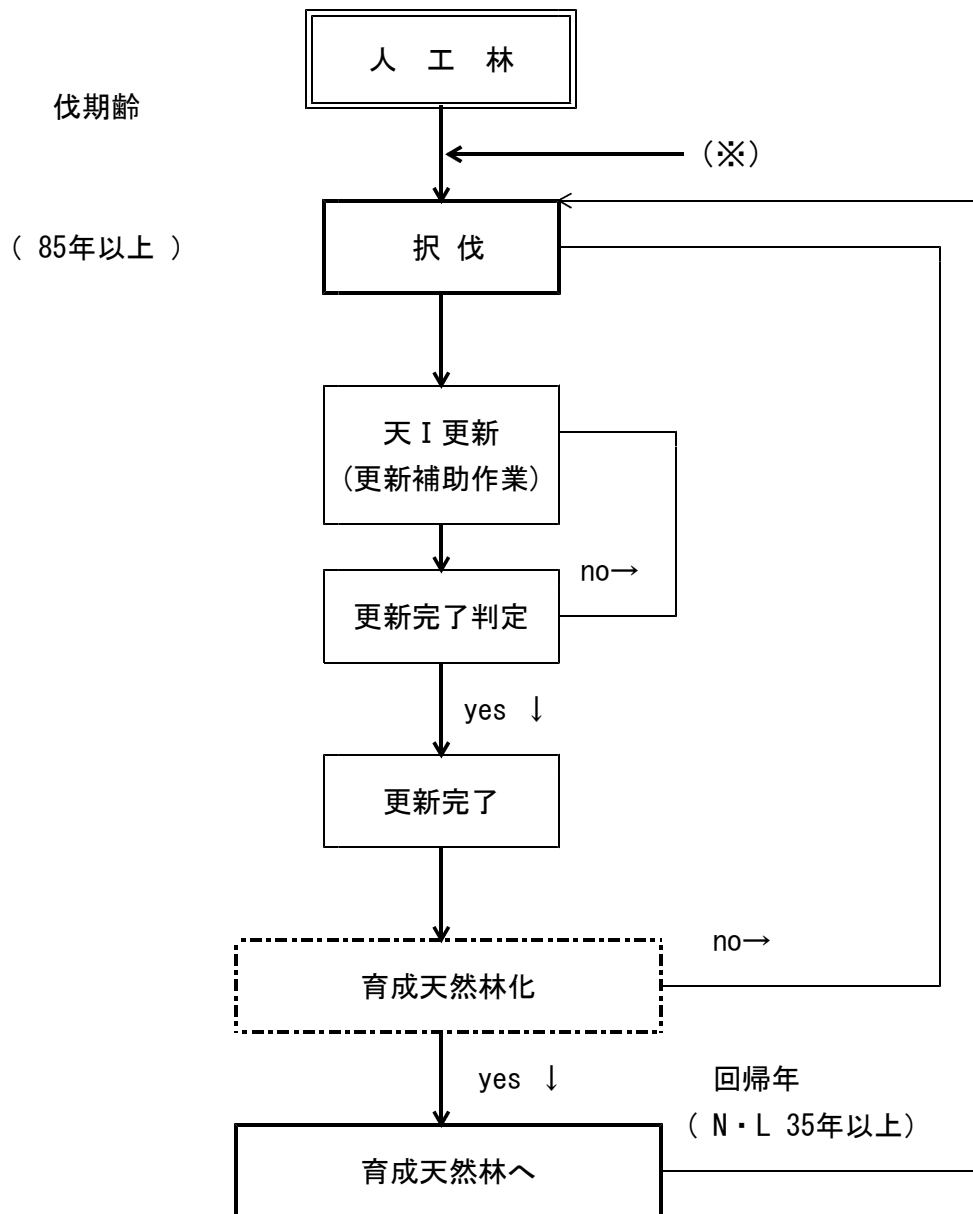 人 工 林
伐期齢
（※）
（ 85年以上 ）
択 伐
天Ⅰ更新
（更新補助作業）
no→
更新完了判定
yes ↓
更新完了
no→
育成天然林化
yes ↓
回帰年
（ N・L 35年以上）
育成天然林へ